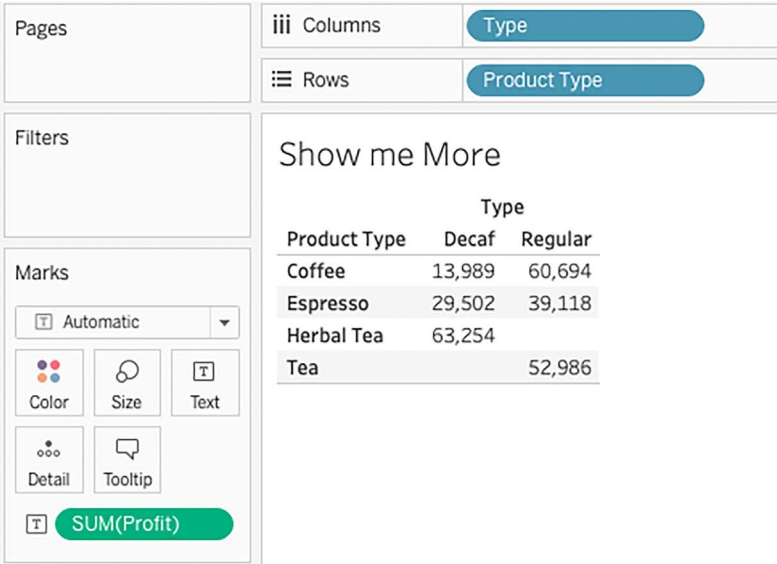 Pages
Columns Type
Rows Product Type
Filters
Show me More
Type
Product Type Decaf Regular
Coffee 13,989 60,694
Espresso 29,502 39,118
Herbal Tea 63,254
Tea 52,986
Marks
T Automatic
Color Size T Text
Detail Tooltip
T SUM(Profit)